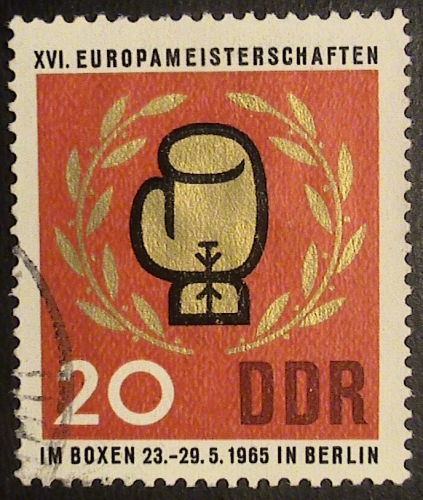 XVI. EUROPAMEISTERSCHAFTEN
20 DDR
IM BOXEN 23.-29.5.1965 IN BERLIN